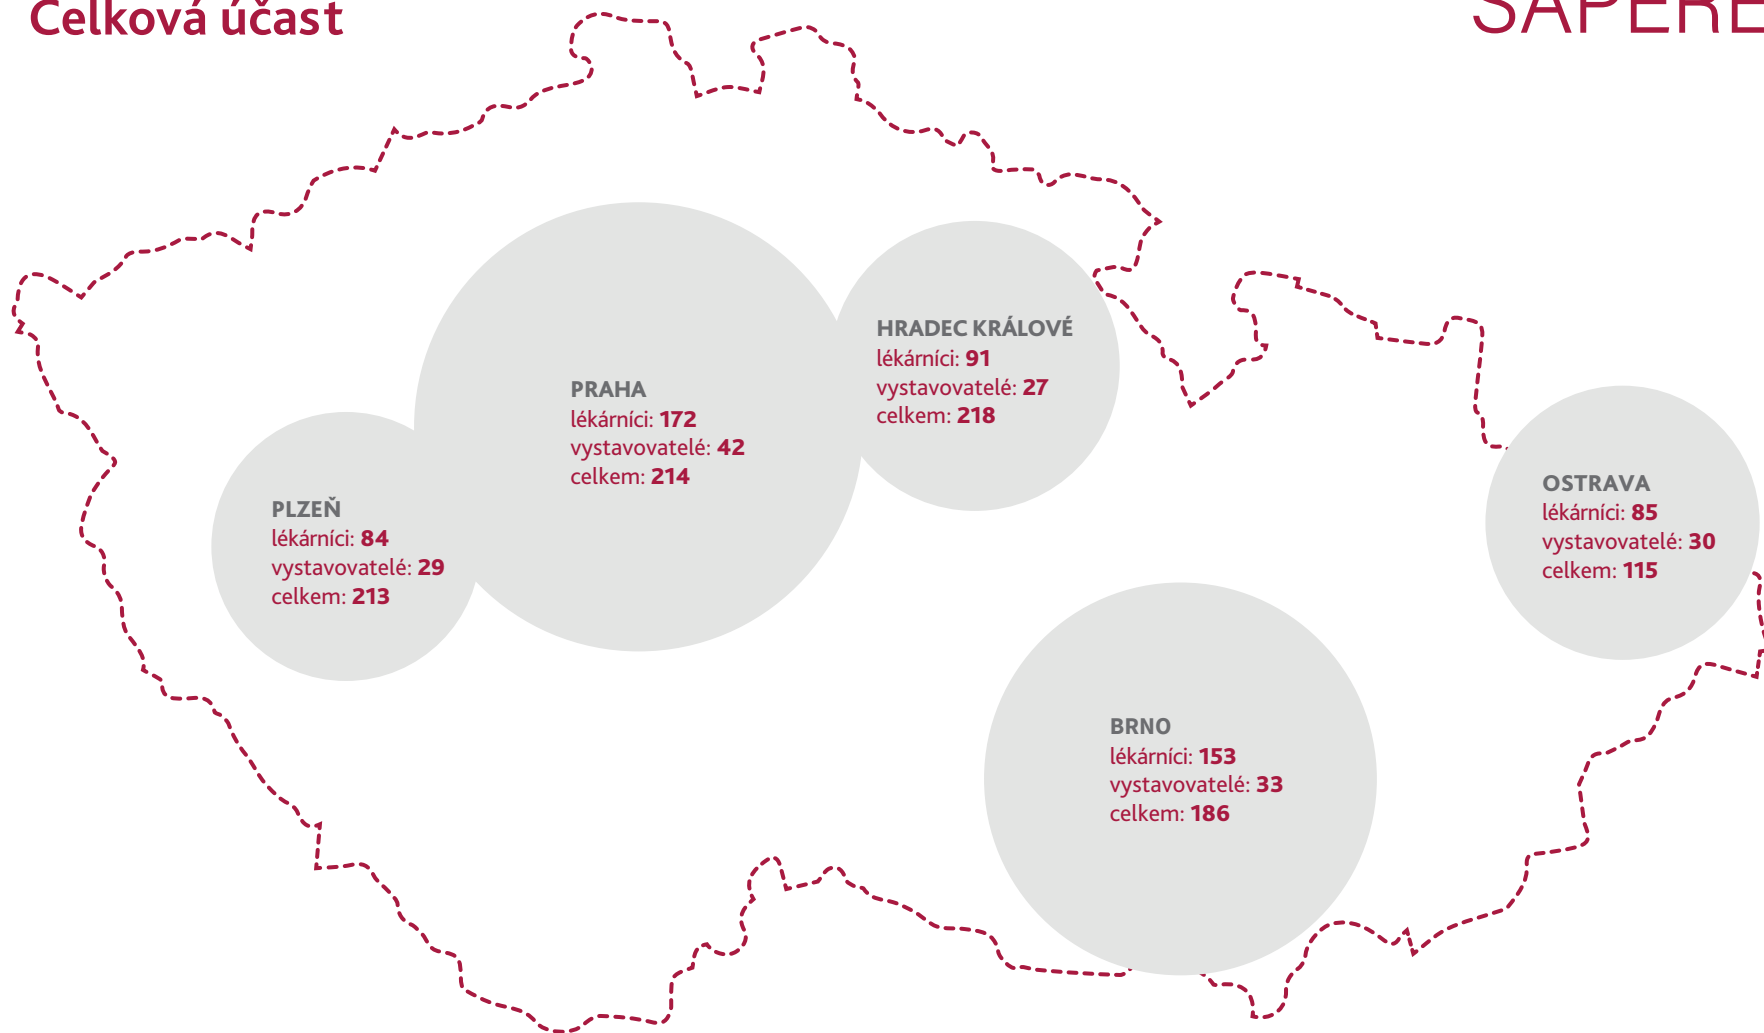 Celková účast
SAPERE
HRADEC KRÁLOVÉ
lékárníci: 91
vystavovatelé: 27
celkem: 218
PRAHA
lékárníci: 172
vystavovatelé: 42
celkem: 214
PLZEŇ
lékárníci: 84
vystavovatelé: 29
celkem: 213
OSTRAVA
lékárníci: 85
vystavovatelé: 30
celkem: 115
BRNO
lékárníci: 153
vystavovatelé: 33
celkem: 186